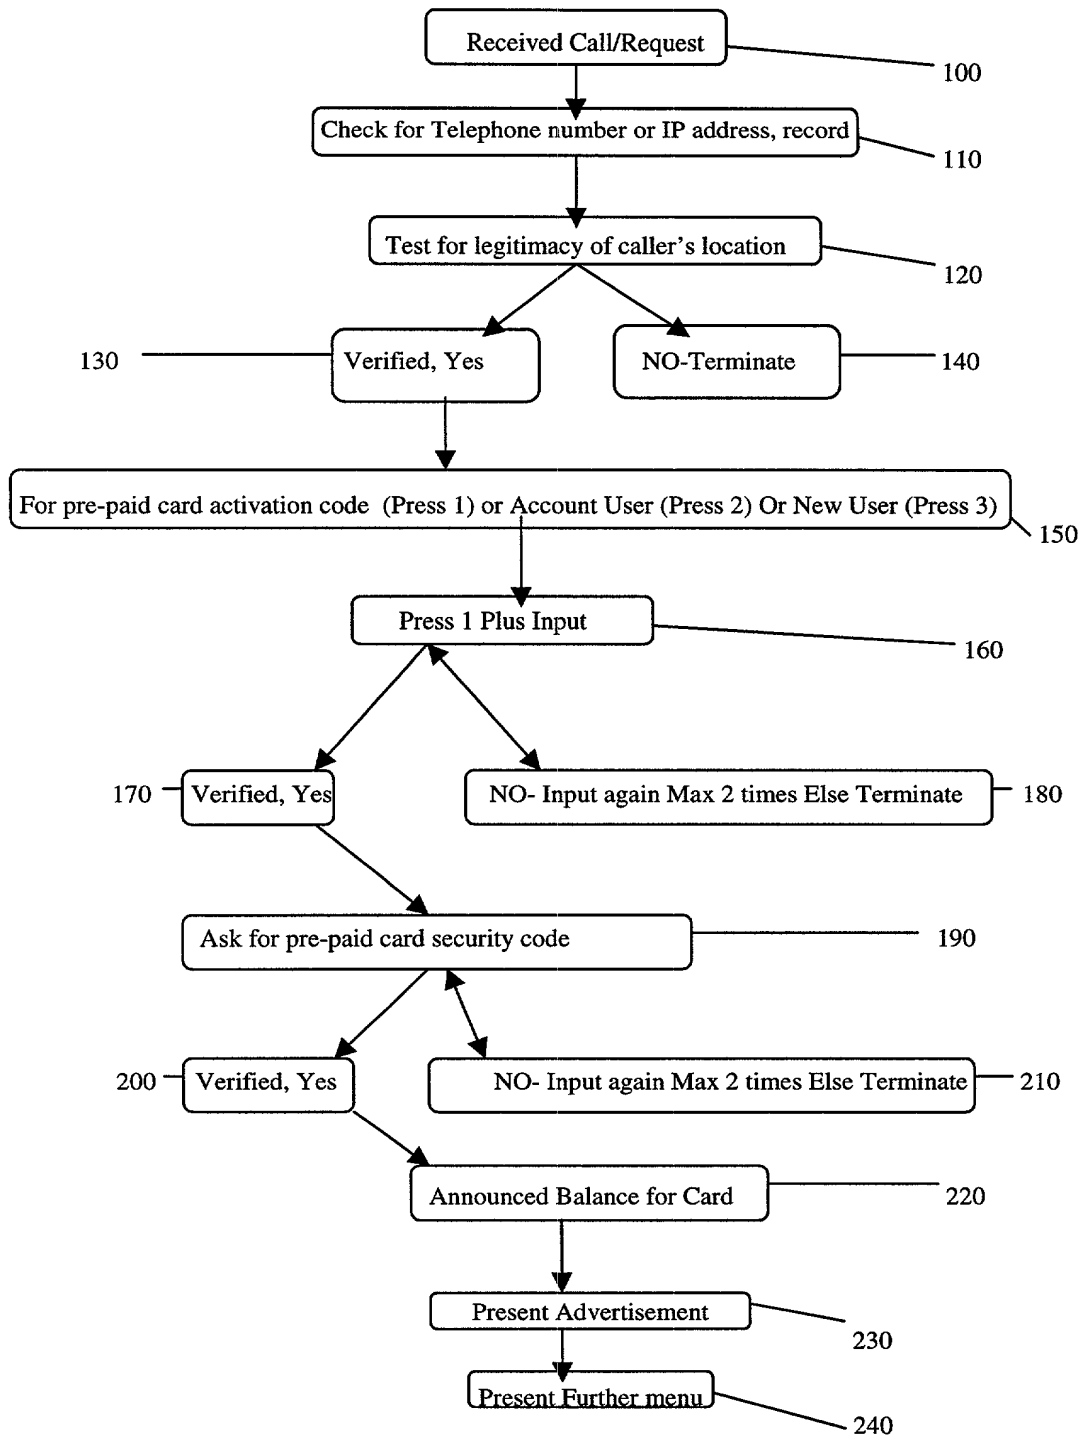 Received Call/Request
100
Check for Telephone number or IP address, record
110
Test for legitimacy of caller's location
120
130
Verified, Yes
NO-Terminate
140
For pre-paid card activation code (Press 1) or Account User (Press 2) Or New User (Press 3)
150
Press 1 Plus Input
160
170
Verified, Yes
NO- Input again Max 2 times Else Terminate
180
Ask for pre-paid card security code
190
200
Verified, Yes
NO- Input again Max 2 times Else Terminate
210
Announced Balance for Card
220
Present Advertisement
230
Present Further menu
240